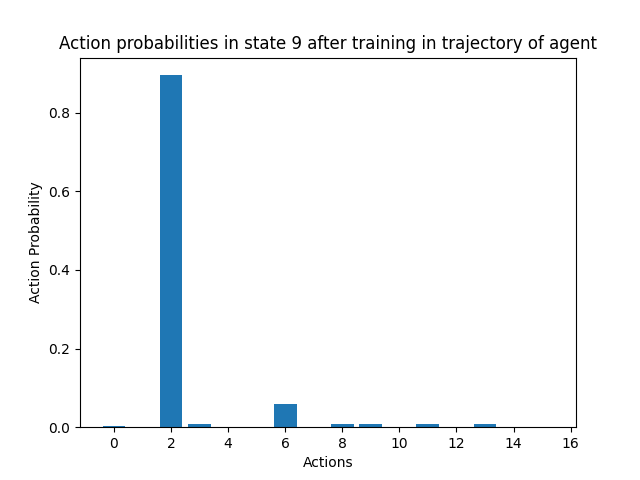 Action probabilities in state 9 after training in trajectory of agent
0.8
0.6
0.4
0.2
0.0
Action Probability
0 2 4 6 8 10 12 14 16
Actions